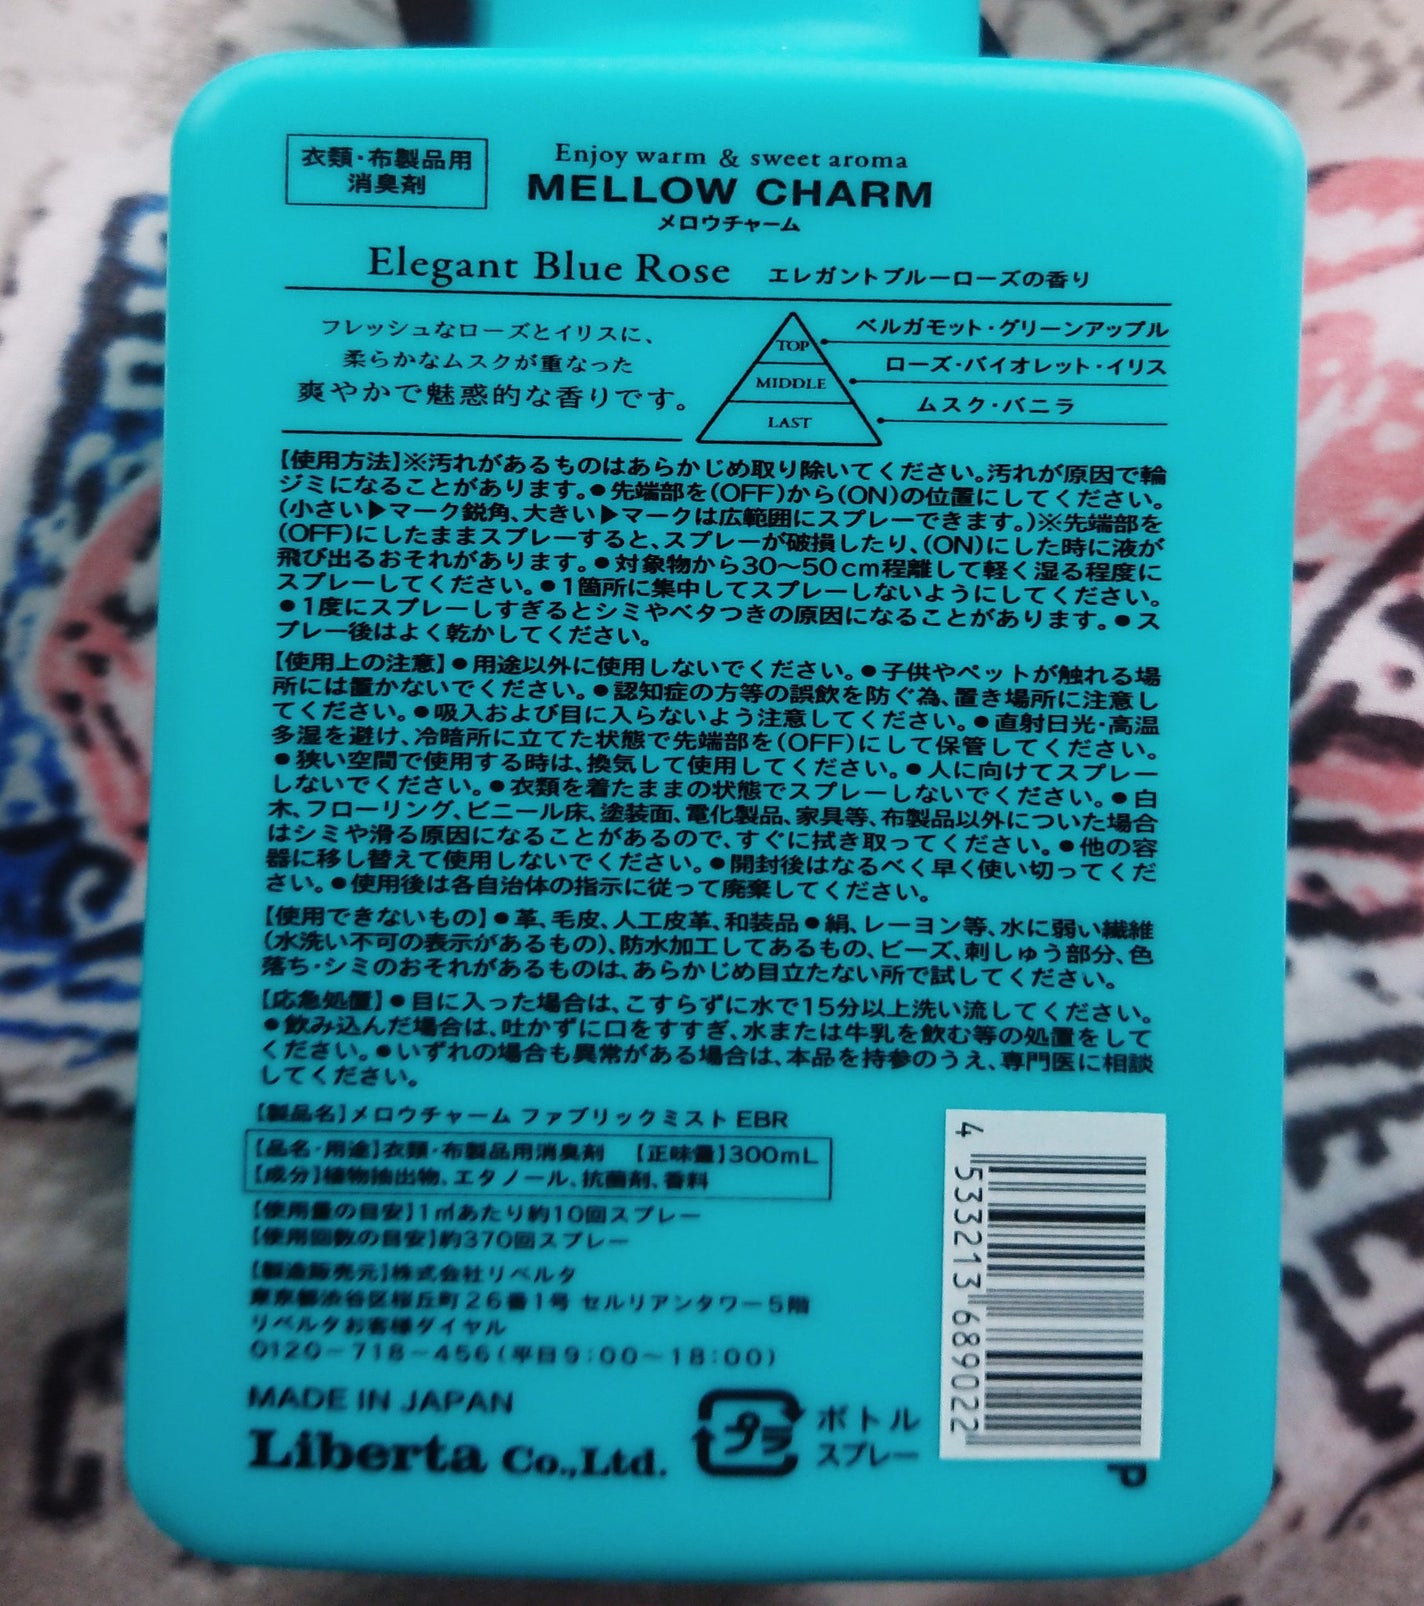 衣類・布製品用
消臭剤
Enjoy warm & sweet aroma
MELLOW CHARM
メロウチャーム
Elegant Blue Rose エレガントブルーローズの香り
フレッシュなローズとイリスに、
柔らかなムスクが重なった
爽やかで魅惑的な香りです。
TOP ベルガモット・グリーンアップル
MIDDLE ローズ・バイオレット・イリス
LAST ムスク・バニラ
【使用方法】※汚れがあるものはあらかじめ取り除いてください。汚れが原因で輪
ジミになることがあります。●先端部を(OFF)から(ON)の位置にしてください。
(小さい▶マーク鋭角、大きい▶マークは広範囲にスプレーできます。)※先端部を
(OFF)にしたままスプレーすると、スプレーが破損したり、(ON)にした時に液が
飛び出るおそれがあります。●対象物から30〜50cm程離して軽く湿る程度に
スプレーしてください。●1箇所に集中してスプレーしないようにしてください。
●1度にスプレーしすぎるとシミやベタつきの原因になることがあります。●ス
プレー後はよく乾かしてください。
【使用上の注意】●用途以外に使用しないでください。●子供やペットが触れる場
所には置かないでください。●認知症の方等の誤飲を防ぐ為、置き場所に注意し
てください。●吸入および目に入らないよう注意してください。●直射日光・高温
多湿を避け、冷暗所に立てた状態で先端部を(OFF)にして保管してください。
●狭い空間で使用する時は、換気して使用してください。●人に向けてスプレー
しないでください。●衣類を着たままの状態でスプレーしないでください。●白
木、フローリング、ビニール床、塗装面、電化製品、家具等、布製品以外についた場合
はシミや滑る原因になることがあるので、すぐに拭き取ってください。●他の容
器に移し替えて使用しないでください。●開封後はなるべく早く使い切ってくだ
さい。●使用後は各自治体の指示に従って廃棄してください。
【使用できないもの】●革、毛皮、人工皮革、和装品●絹、レーヨン等、水に弱い繊維
(水洗い不可の表示があるもの)、防水加工してあるもの、ビーズ、刺しゅう部分、色
落ち・シミのおそれがあるものは、あらかじめ目立たない所で試してください。
【応急処置】●目に入った場合は、こすらずに水で15分以上洗い流してください。
●飲み込んだ場合は、吐かずに口をすすぎ、水または牛乳を飲む等の処置をして
ください。●いずれの場合も異常がある場合は、本品を持参のうえ、専門医に相談
してください。
【製品名】メロウチャーム ファブリックミスト EBR
【品名・用途】衣類・布製品用消臭剤 【正味量】300mL
【成分】植物抽出物、エタノール、抗菌剤、香料
【使用量の目安】1㎡あたり約10回スプレー
【使用回数の目安】約370回スプレー
【製造販売元】株式会社リベルタ
東京都渋谷区桜丘町26番1号 セルリアンタワー5階
リベルタお客様ダイヤル
0120-718-456(平日9:00〜18:00)
MADE IN JAPAN
Liberta Co.,Ltd.
プラ
ボトル
スプレー
4 533213 689022
P